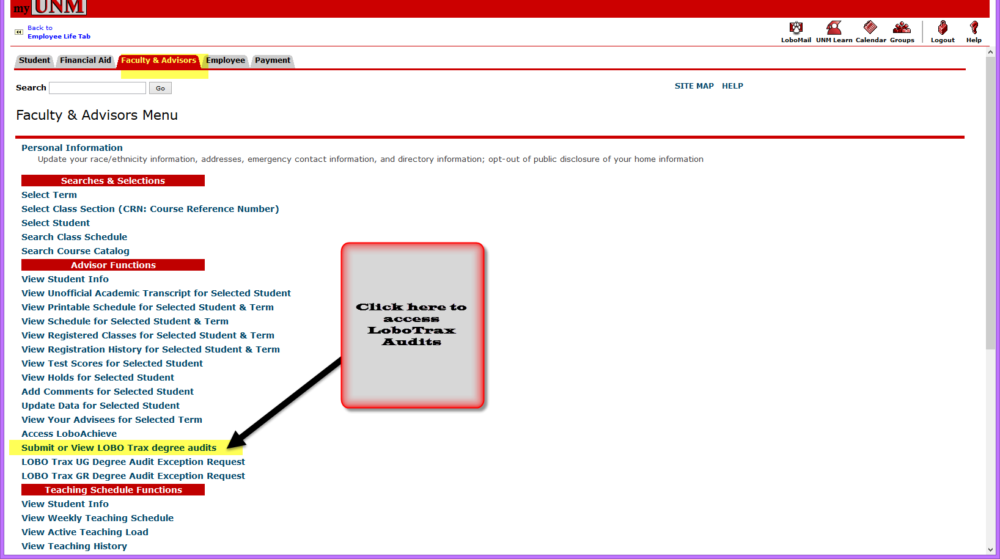 my UNM
Back to
Employee Life Tab
LoboMail UNM Learn Calendar Groups Logout Help
Student Financial Aid Faculty & Advisors Employee Payment
Search Go
SITE MAP HELP
Faculty & Advisors Menu
Personal Information
Update your race/ethnicity information, addresses, emergency contact information, and directory information; opt-out of public disclosure of your home information
Searches & Selections
Select Term
Select Class Section (CRN: Course Reference Number)
Select Student
Search Class Schedule
Search Course Catalog
Advisor Functions
View Student Info
View Unofficial Academic Transcript for Selected Student
View Printable Schedule for Selected Student & Term
View Schedule for Selected Student & Term
View Registered Classes for Selected Student & Term
View Registration History for Selected Student & Term
View Test Scores for Selected Student
View Holds for Selected Student
Add Comments for Selected Student
Update Data for Selected Student
View Your Advisees for Selected Term
Access LoboAchieve
Submit or View LOBO Trax degree audits
LOBO Trax UG Degree Audit Exception Request
LOBO Trax GR Degree Audit Exception Request
Teaching Schedule Functions
View Student Info
View Weekly Teaching Schedule
View Active Teaching Load
View Teaching History
Click here to
access
LoboTrax
Audits